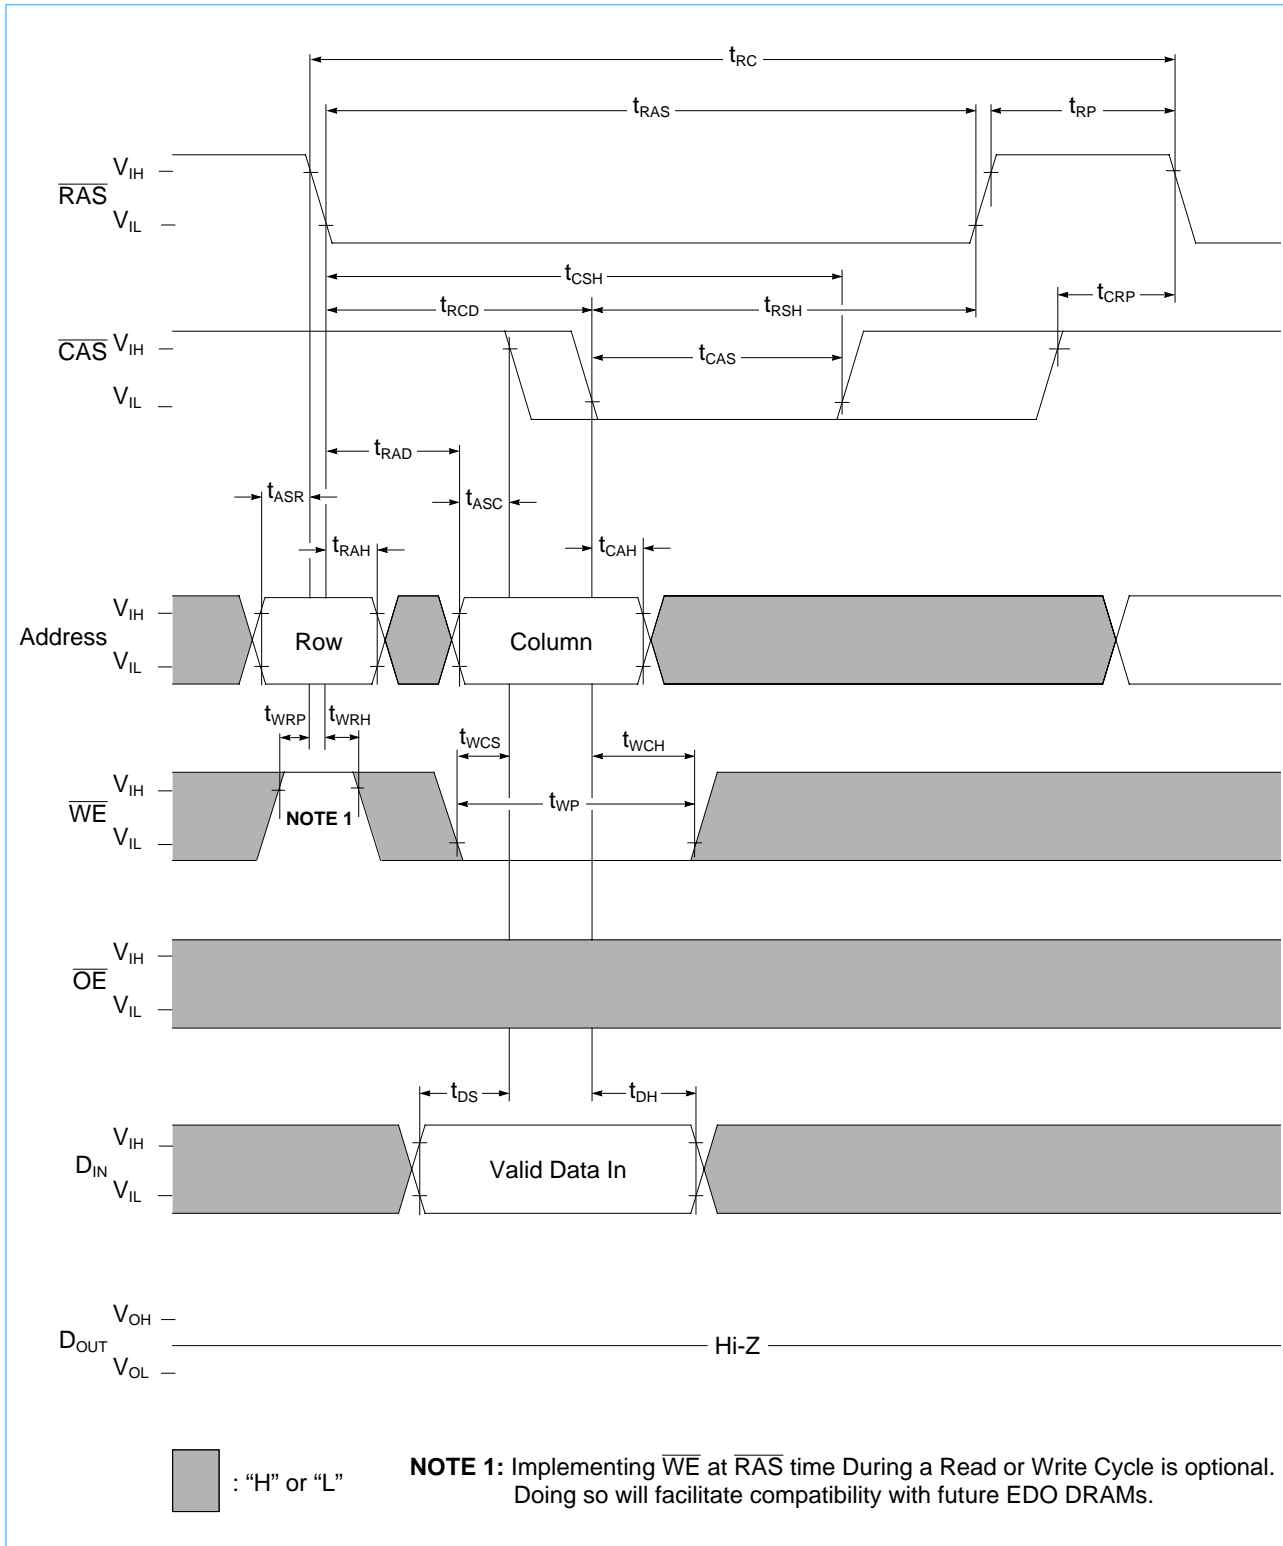 tRC
tRAS
tRP
VIH
RAS
VIL
tCSH
tRCD
tRSH
tCRP
CAS VIH
tCAS
VIL
tRAD
tASR
tASC
tRAH
tCAH
VIH
Address
Row
Column
VIL
tWRP
tWRH
tWCS
tWCH
VIH
tWP
WE
NOTE 1
VIL
VIH
OE
VIL
tDS
tDH
VIH
DIN
Valid Data In
VIL
VOH
DOUT
Hi-Z
VOL
: “H” or “L”
NOTE 1: Implementing WE at RAS time During a Read or Write Cycle is optional.
Doing so will facilitate compatibility with future EDO DRAMs.